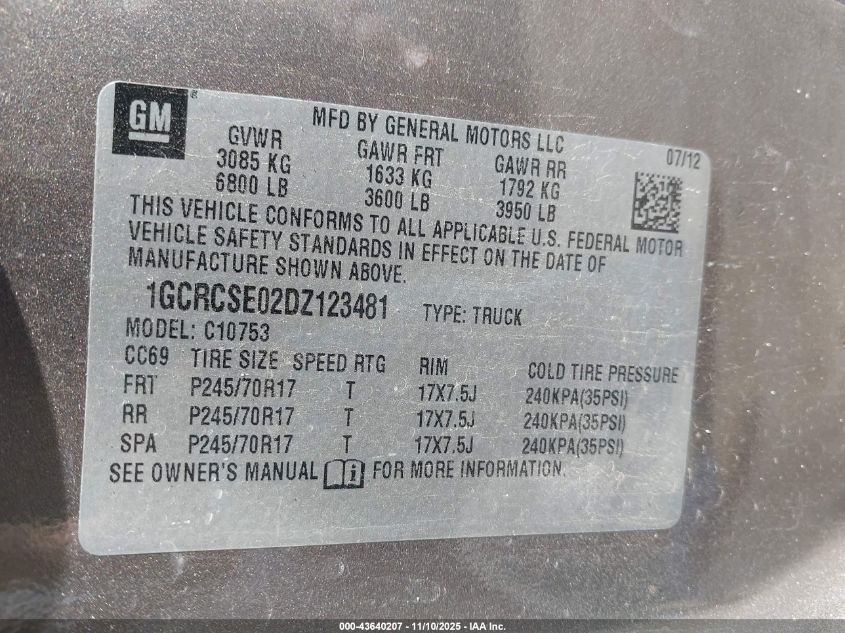 GM
MFD BY GENERAL MOTORS LLC
07/12
GVWR GAWR FRT GAWR RR
3085 KG 1633 KG 1792 KG
6800 LB 3600 LB 3950 LB
THIS VEHICLE CONFORMS TO ALL APPLICABLE U.S. FEDERAL MOTOR
VEHICLE SAFETY STANDARDS IN EFFECT ON THE DATE OF
MANUFACTURE SHOWN ABOVE.
1GCRCSE02DZ123481 TYPE: TRUCK
MODEL: C10753
CC69 TIRE SIZE SPEED RTG RIM COLD TIRE PRESSURE
FRT P245/70R17 T 17X7.5J 240KPA(35PSI)
RR P245/70R17 T 17X7.5J 240KPA(35PSI)
SPA P245/70R17 T 17X7.5J 240KPA(35PSI)
SEE OWNER'S MANUAL FOR MORE INFORMATION.
000-43640207 - 11/10/2025 - IAA Inc.